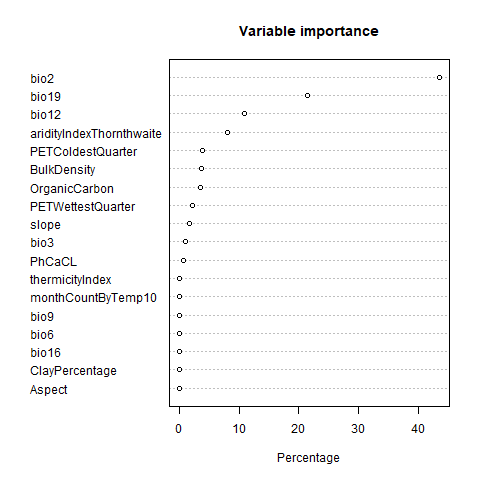 Variable importance
bio2
bio19
bio12
aridityIndexThornthwaite
PETColdestQuarter
BulkDensity
OrganicCarbon
PETWettestQuarter
slope
bio3
PhCaCL
thermicityIndex
monthCountByTemp10
bio9
bio6
bio16
ClayPercentage
Aspect
0 10 20 30 40
Percentage